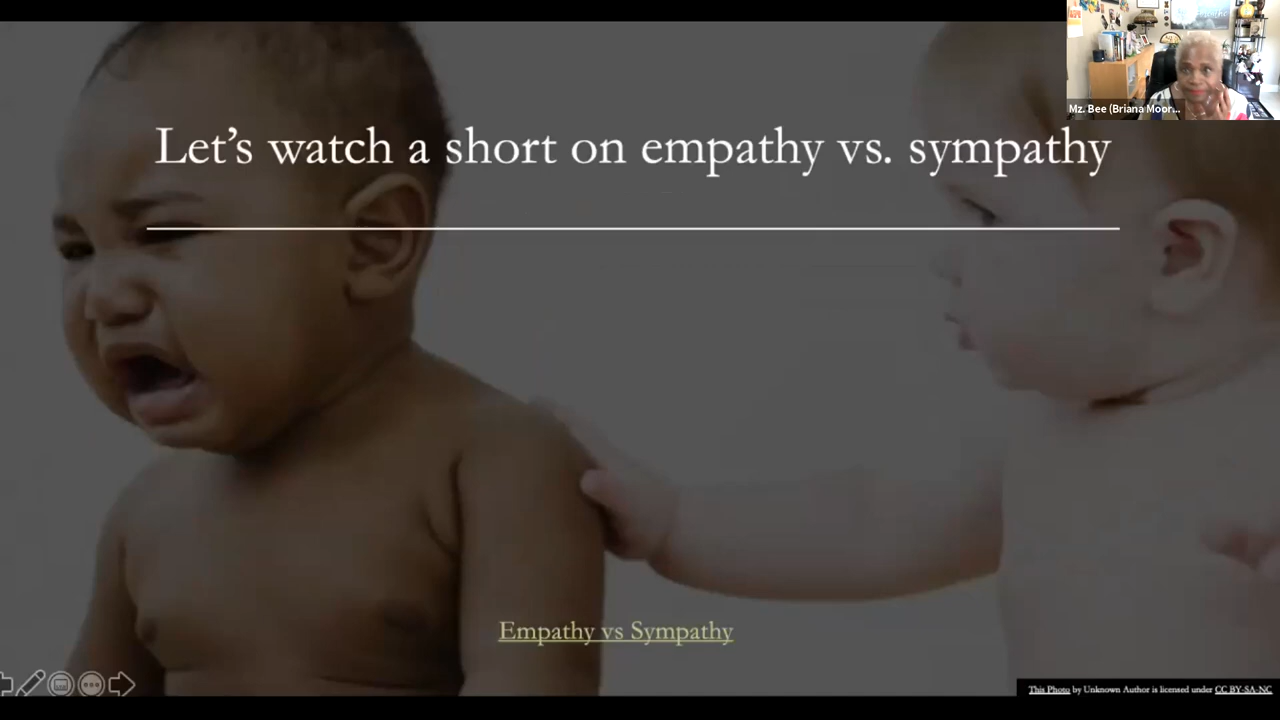 Mz. Bee (Briana Moor...
Let's watch a short on empathy vs. sympathy
Empathy vs Sympathy
This Photo by Unknown Author is licensed under CC BY-SA-NC